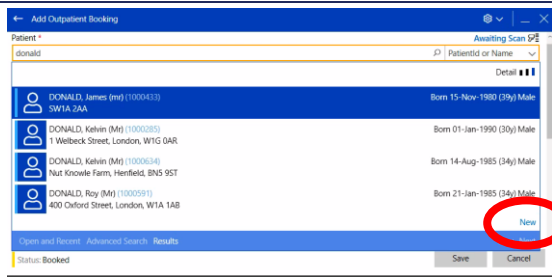 Add Outpatient Booking
Patient * Awaiting Scan
donald PatientId or Name
Detail
DONALD, James (mr) (1000433) Born 15-Nov-1980 (39y) Male
SW1A 2AA
DONALD, Kelvin (Mr) (1000285) Born 01-Jan-1990 (30y) Male
1 Welbeck Street, London, W1G 0AR
DONALD, Kelvin (Mr) (1000634) Born 14-Aug-1985 (34y) Male
Nut Knowle Farm, Henfield, BN5 9ST
DONALD, Roy (Mr) (1000591) Born 21-Jan-1985 (34y) Male
400 Oxford Street, London, W1A 1AB
New
Open and Recent Advanced Search Results
Status: Booked Save Cancel